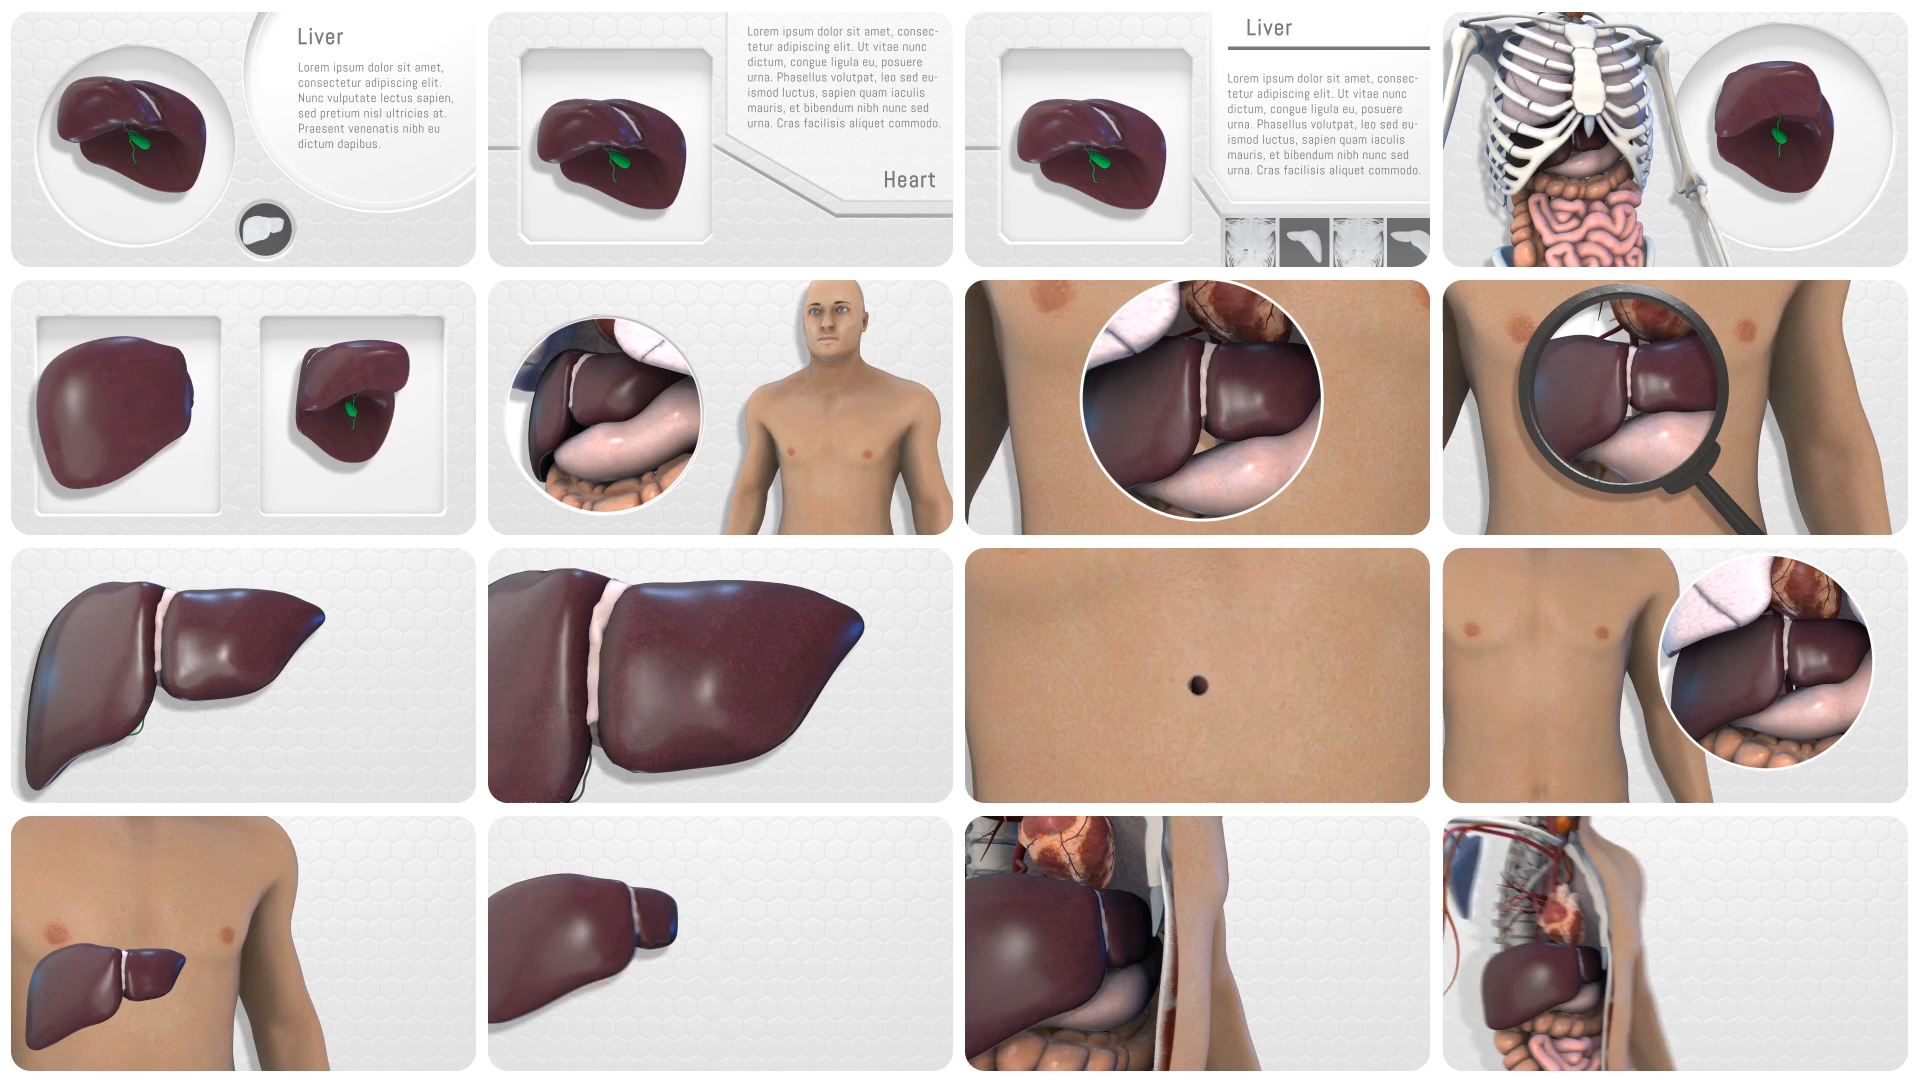 Liver
Lorem ipsum dolor sit amet,
consectetur adipiscing elit.
Nunc vulputate lectus sapien,
sed pretium nisl ultricies at.
Praesent venenatis nibh eu
dictum dapibus.
Lorem ipsum dolor sit amet, consec-
tetur adipiscing elit. Ut vitae nunc
dictum, congue ligula eu, posuere
urna. Phasellus volutpat, leo sed eu-
ismod luctus, sapien quam iaculis
mauris, et bibendum nibh nunc sed
urna. Cras facilisis aliquet commodo.
Heart
Liver
Lorem ipsum dolor sit amet, consec-
tetur adipiscing elit. Ut vitae nunc
dictum, congue ligula eu, posuere
urna. Phasellus volutpat, leo sed eu-
ismod luctus, sapien quam iaculis
mauris, et bibendum nibh nunc sed
urna. Cras facilisis aliquet commodo.